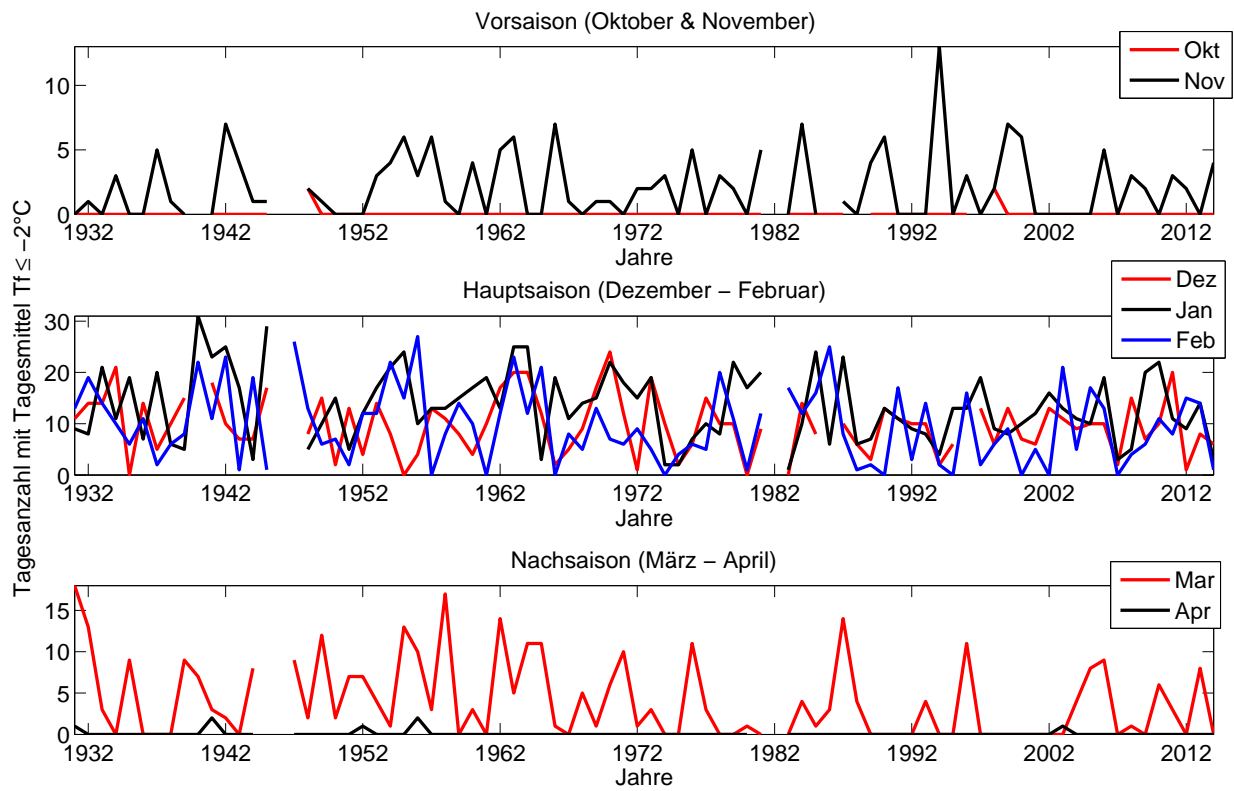 Vorsaison (Oktober & November)
Okt
Nov
10
5
0
1932 1942 1952 1962 1972 1982 1992 2002 2012
Jahre
Tagesanzahl mit Tagesmittel Tf ≤ −2°C
Hauptsaison (Dezember − Februar)
Dez
Jan
Feb
30
20
10
0
1932 1942 1952 1962 1972 1982 1992 2002 2012
Jahre
Nachsaison (März − April)
Mar
Apr
15
10
5
0
1932 1942 1952 1962 1972 1982 1992 2002 2012
Jahre